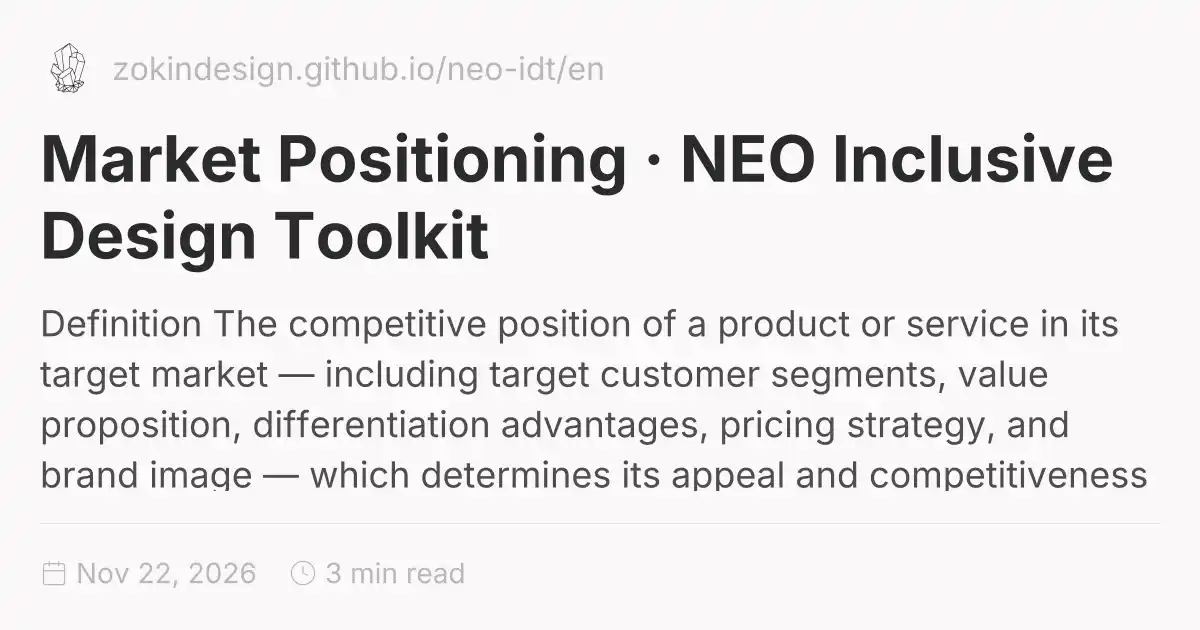 zokindesign.github.io/neo-idt/en
Market Positioning · NEO Inclusive
Design Toolkit
Definition The competitive position of a product or service in its
target market — including target customer segments, value
proposition, differentiation advantages, pricing strategy, and
brand image — which determines its appeal and competitiveness
Nov 22, 2026 3 min read